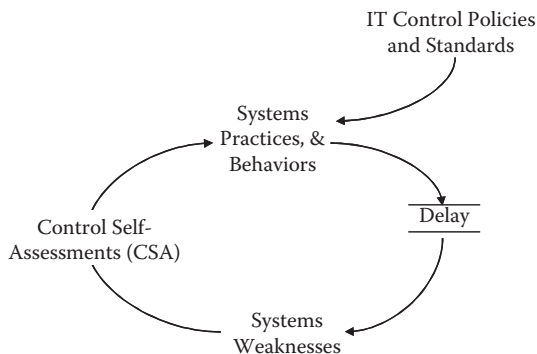 IT Control Policies
and Standards
Systems
Practices, &
Behaviors
Delay
Control Self-
Assessments (CSA)
Systems
Weaknesses